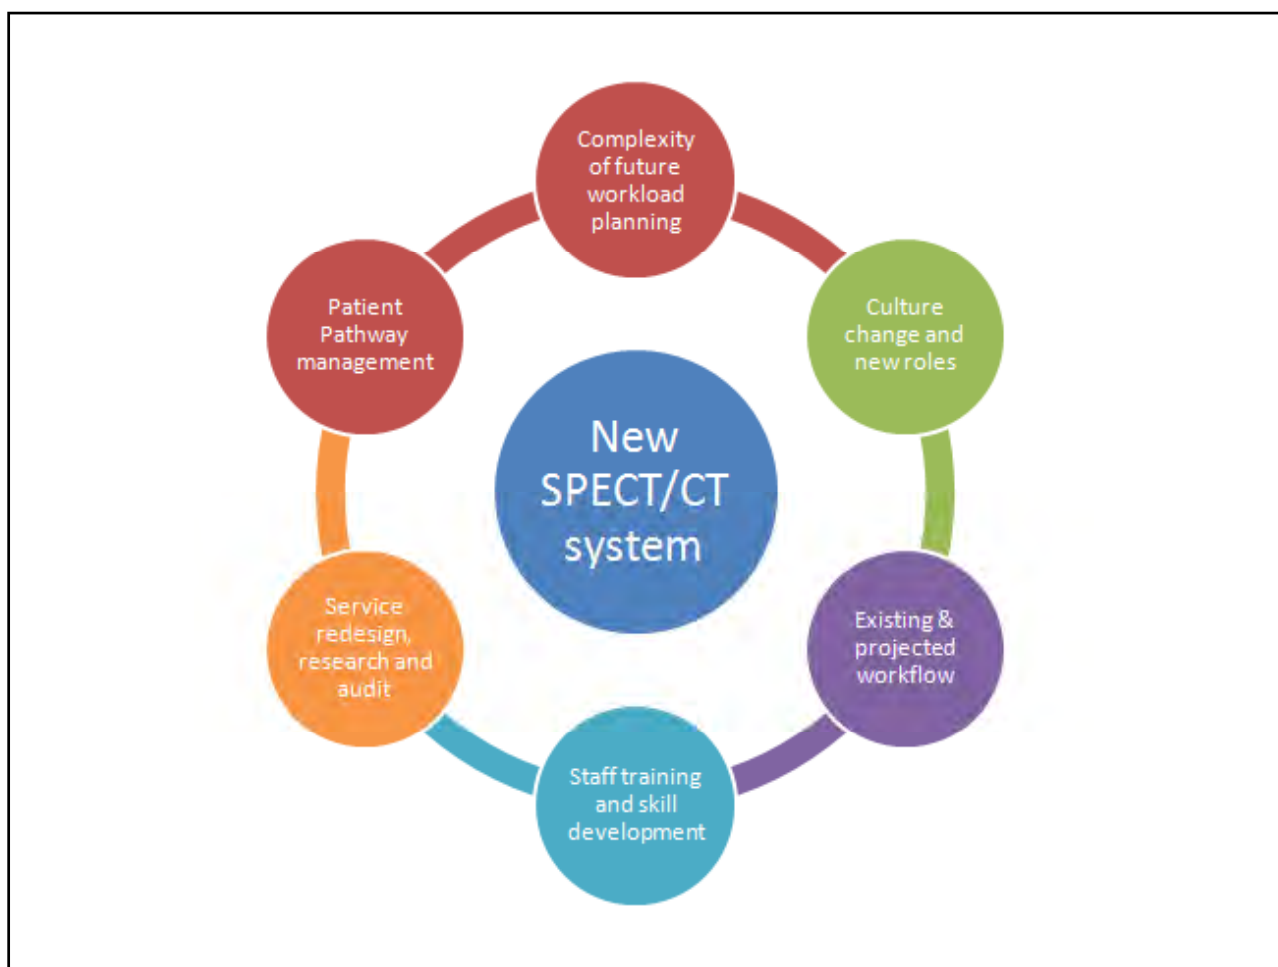 Complexity
of future
workload
planning
Culture
change and
new roles
Existing &
projected
workflow
Staff training
and skill
development
Service
redesign,
research and
audit
Patient
Pathway
management
New
SPECT/CT
system